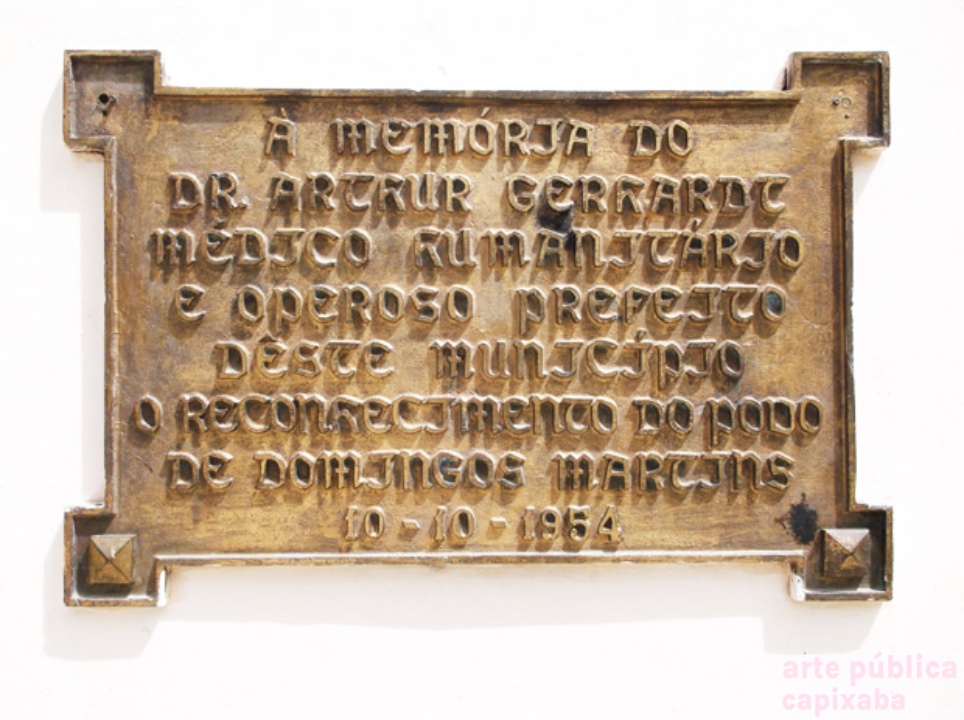 À MEMÓRIA DO
DR. ARTHUR GERHARDT
MÉDICO HUMANITÁRIO
E OPEROSO PREFEITO
DÊSTE MUNICÍPIO
O RECONHECIMENTO DO POVO
DE DOMINGOS MARTINS
10 - 10 - 1954
arte pública
capixaba